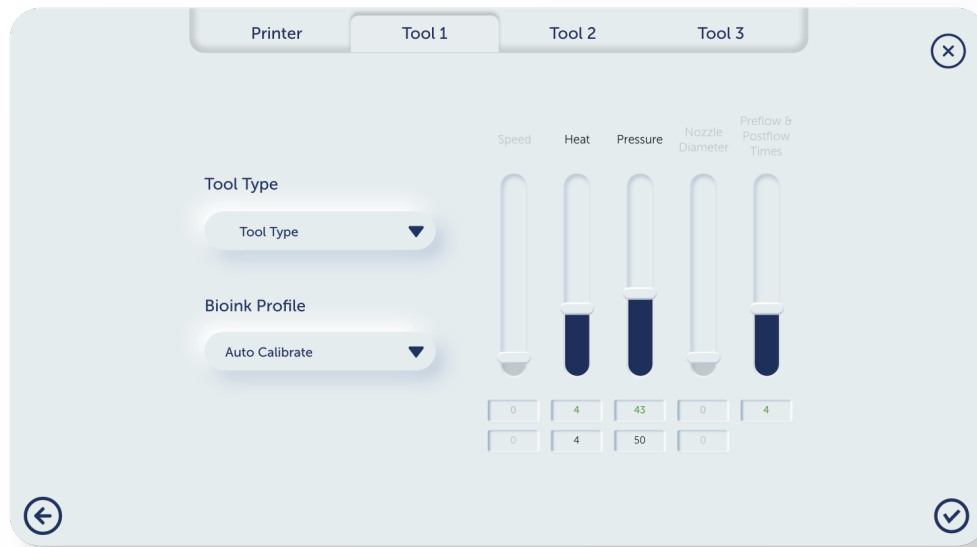 Printer Tool 1 Tool 2 Tool 3
Speed Heat Pressure Nozzle Diameter Preflow & Postflow Times
Tool Type
Tool Type
Bioink Profile
Auto Calibrate
0 4 43 0 4
0 4 50 0